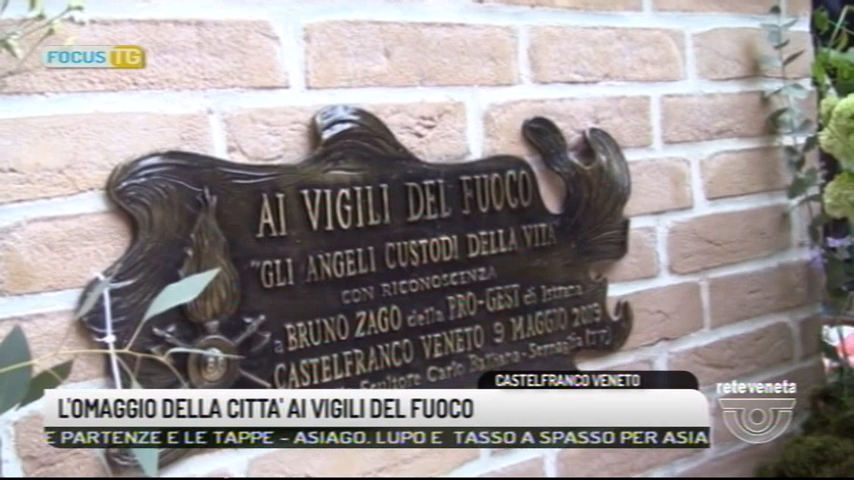 FOCUS TG
AI VIGILI DEL FUOCO
"GLI ANGELI CUSTODI DELLA VITA"
CON RICONOSCENZA
a BRUNO ZAGO della PRO-GEST di Istrana
CASTELFRANCO VENETO 9 MAGGIO 2019
Scultore Carlo Balljana - Sernaglia (TV)
CASTELFRANCO VENETO
L'OMAGGIO DELLA CITTA' AI VIGILI DEL FUOCO
reteveneta
E PARTENZE E LE TAPPE - ASIAGO. LUPO E TASSO A SPASSO PER ASIA